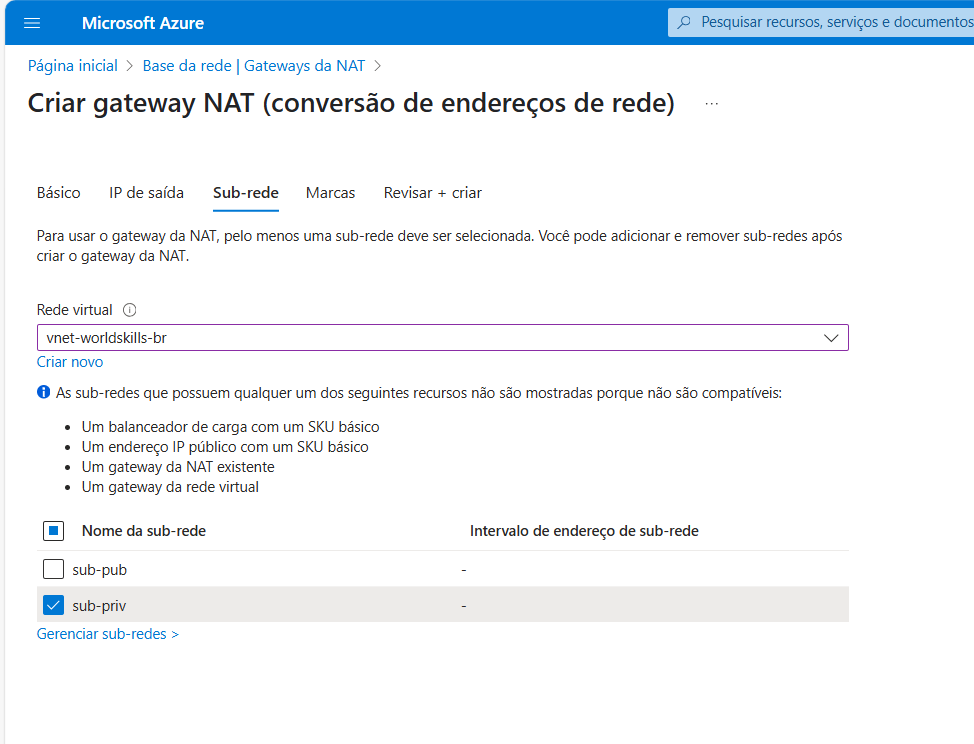 Microsoft Azure
Pesquisar recursos, serviços e documentos
Página inicial > Base da rede | Gateways da NAT >
Criar gateway NAT (conversão de endereços de rede) ...
Básico IP de saída Sub-rede Marcas Revisar + criar
Para usar o gateway da NAT, pelo menos uma sub-rede deve ser selecionada. Você pode adicionar e remover sub-redes após
criar o gateway da NAT.
Rede virtual
vnet-worldskills-br
Criar novo
As sub-redes que possuem qualquer um dos seguintes recursos não são mostradas porque não são compatíveis:
• Um balanceador de carga com um SKU básico
• Um endereço IP público com um SKU básico
• Um gateway da NAT existente
• Um gateway da rede virtual
Nome da sub-rede Intervalo de endereço de sub-rede
sub-pub -
sub-priv -
Gerenciar sub-redes >